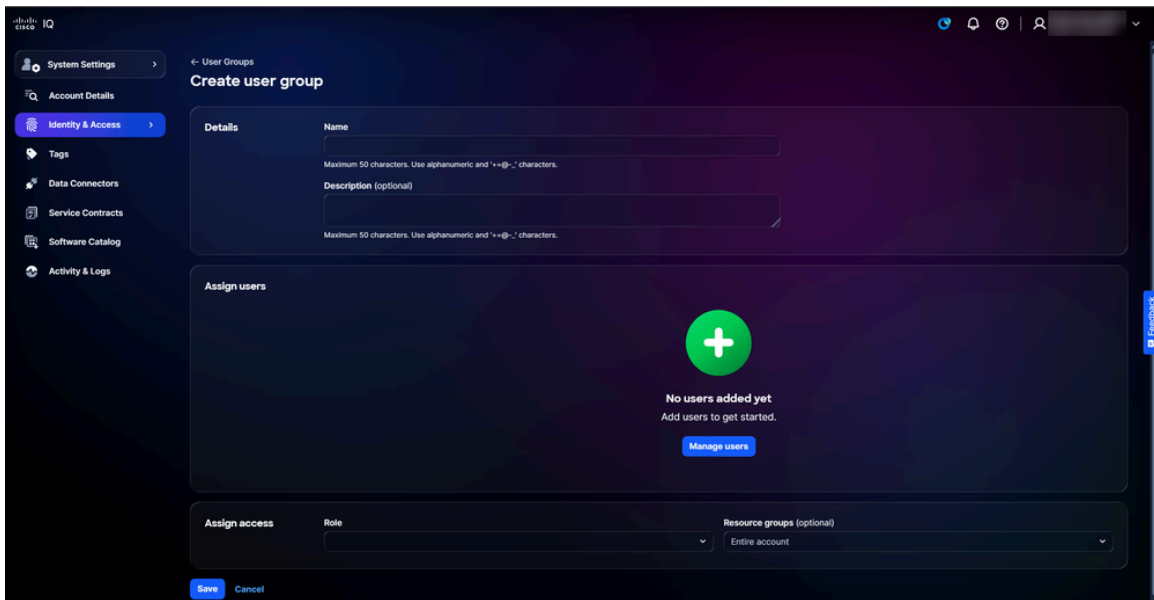 cisco IQ
System Settings
Account Details
Identity & Access
Tags
Data Connectors
Service Contracts
Software Catalog
Activity & Logs
← User Groups
Create user group
Details
Name
Maximum 50 characters. Use alphanumeric and '+=@-_' characters.
Description (optional)
Maximum 50 characters. Use alphanumeric and '+=@-_' characters.
Assign users
No users added yet
Add users to get started.
Manage users
Assign access
Role
Resource groups (optional)
Entire account
Save Cancel
Feedback